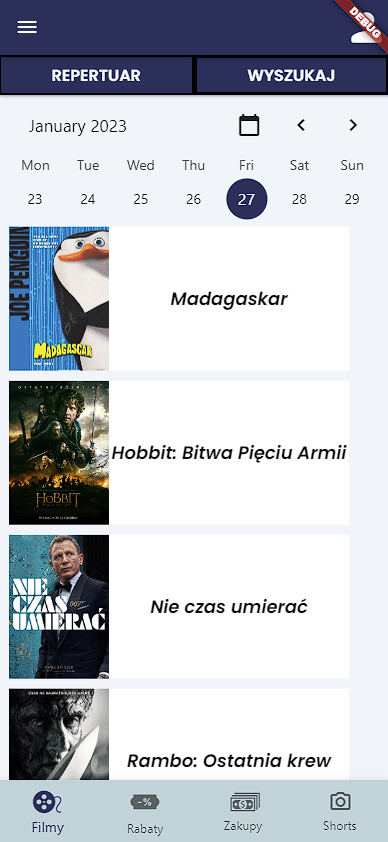 DEBUG
REPERTUAR
WYSZUKAJ
January 2023
Mon Tue Wed Thu Fri Sat Sun
23 24 25 26 27 28 29
JOE PENGUIN
MADAGASCAR
Madagaskar
OSTATNI ROZDZIAŁ
HOBBIT
Hobbit: Bitwa Pięciu Armii
NIE
CZAS 007
UMIERAĆ
Nie czas umierać
Rambo: Ostatnia krew
-%
$
Filmy Rabaty Zakupy Shorts